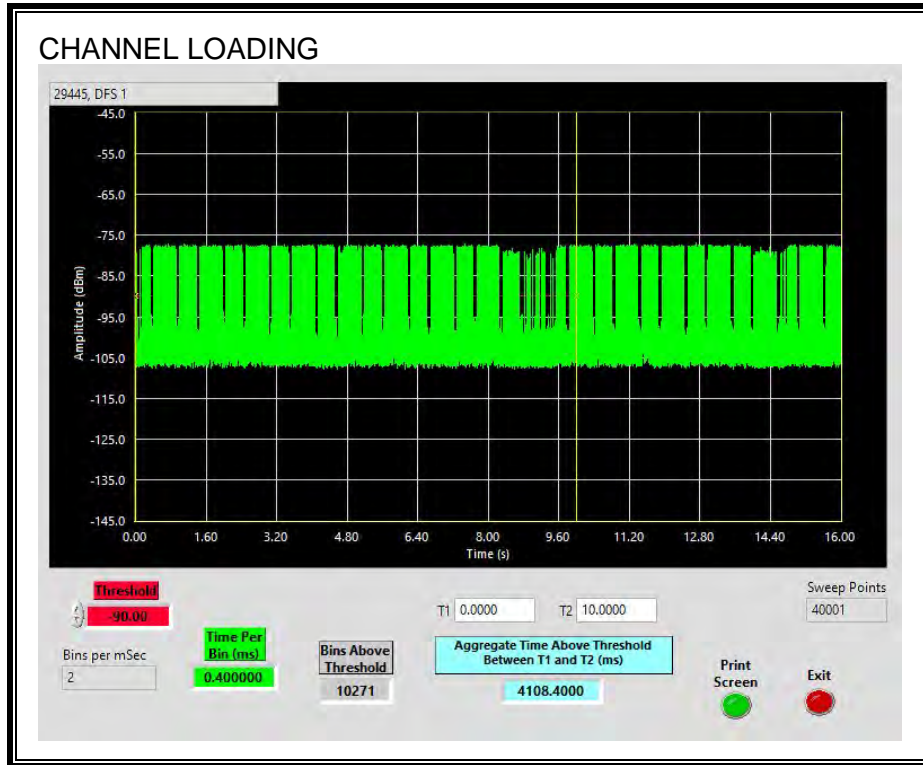 CHANNEL LOADING
29445, DFS 1
-45.0
-55.0
-65.0
-75.0
-85.0
-95.0
-105.0
-115.0
-125.0
-135.0
-145.0
Amplitude (dBm)
0.00 1.60 3.20 4.80 6.40 8.00 9.60 11.20 12.80 14.40 16.00
Time (s)
Threshold
-90.00
Bins per mSec
2
Time Per
Bin (ms)
0.400000
Bins Above
Threshold
10271
T1 0.0000 T2 10.0000
Aggregate Time Above Threshold
Between T1 and T2 (ms)
4108.4000
Sweep Points
40001
Print
Screen
Exit